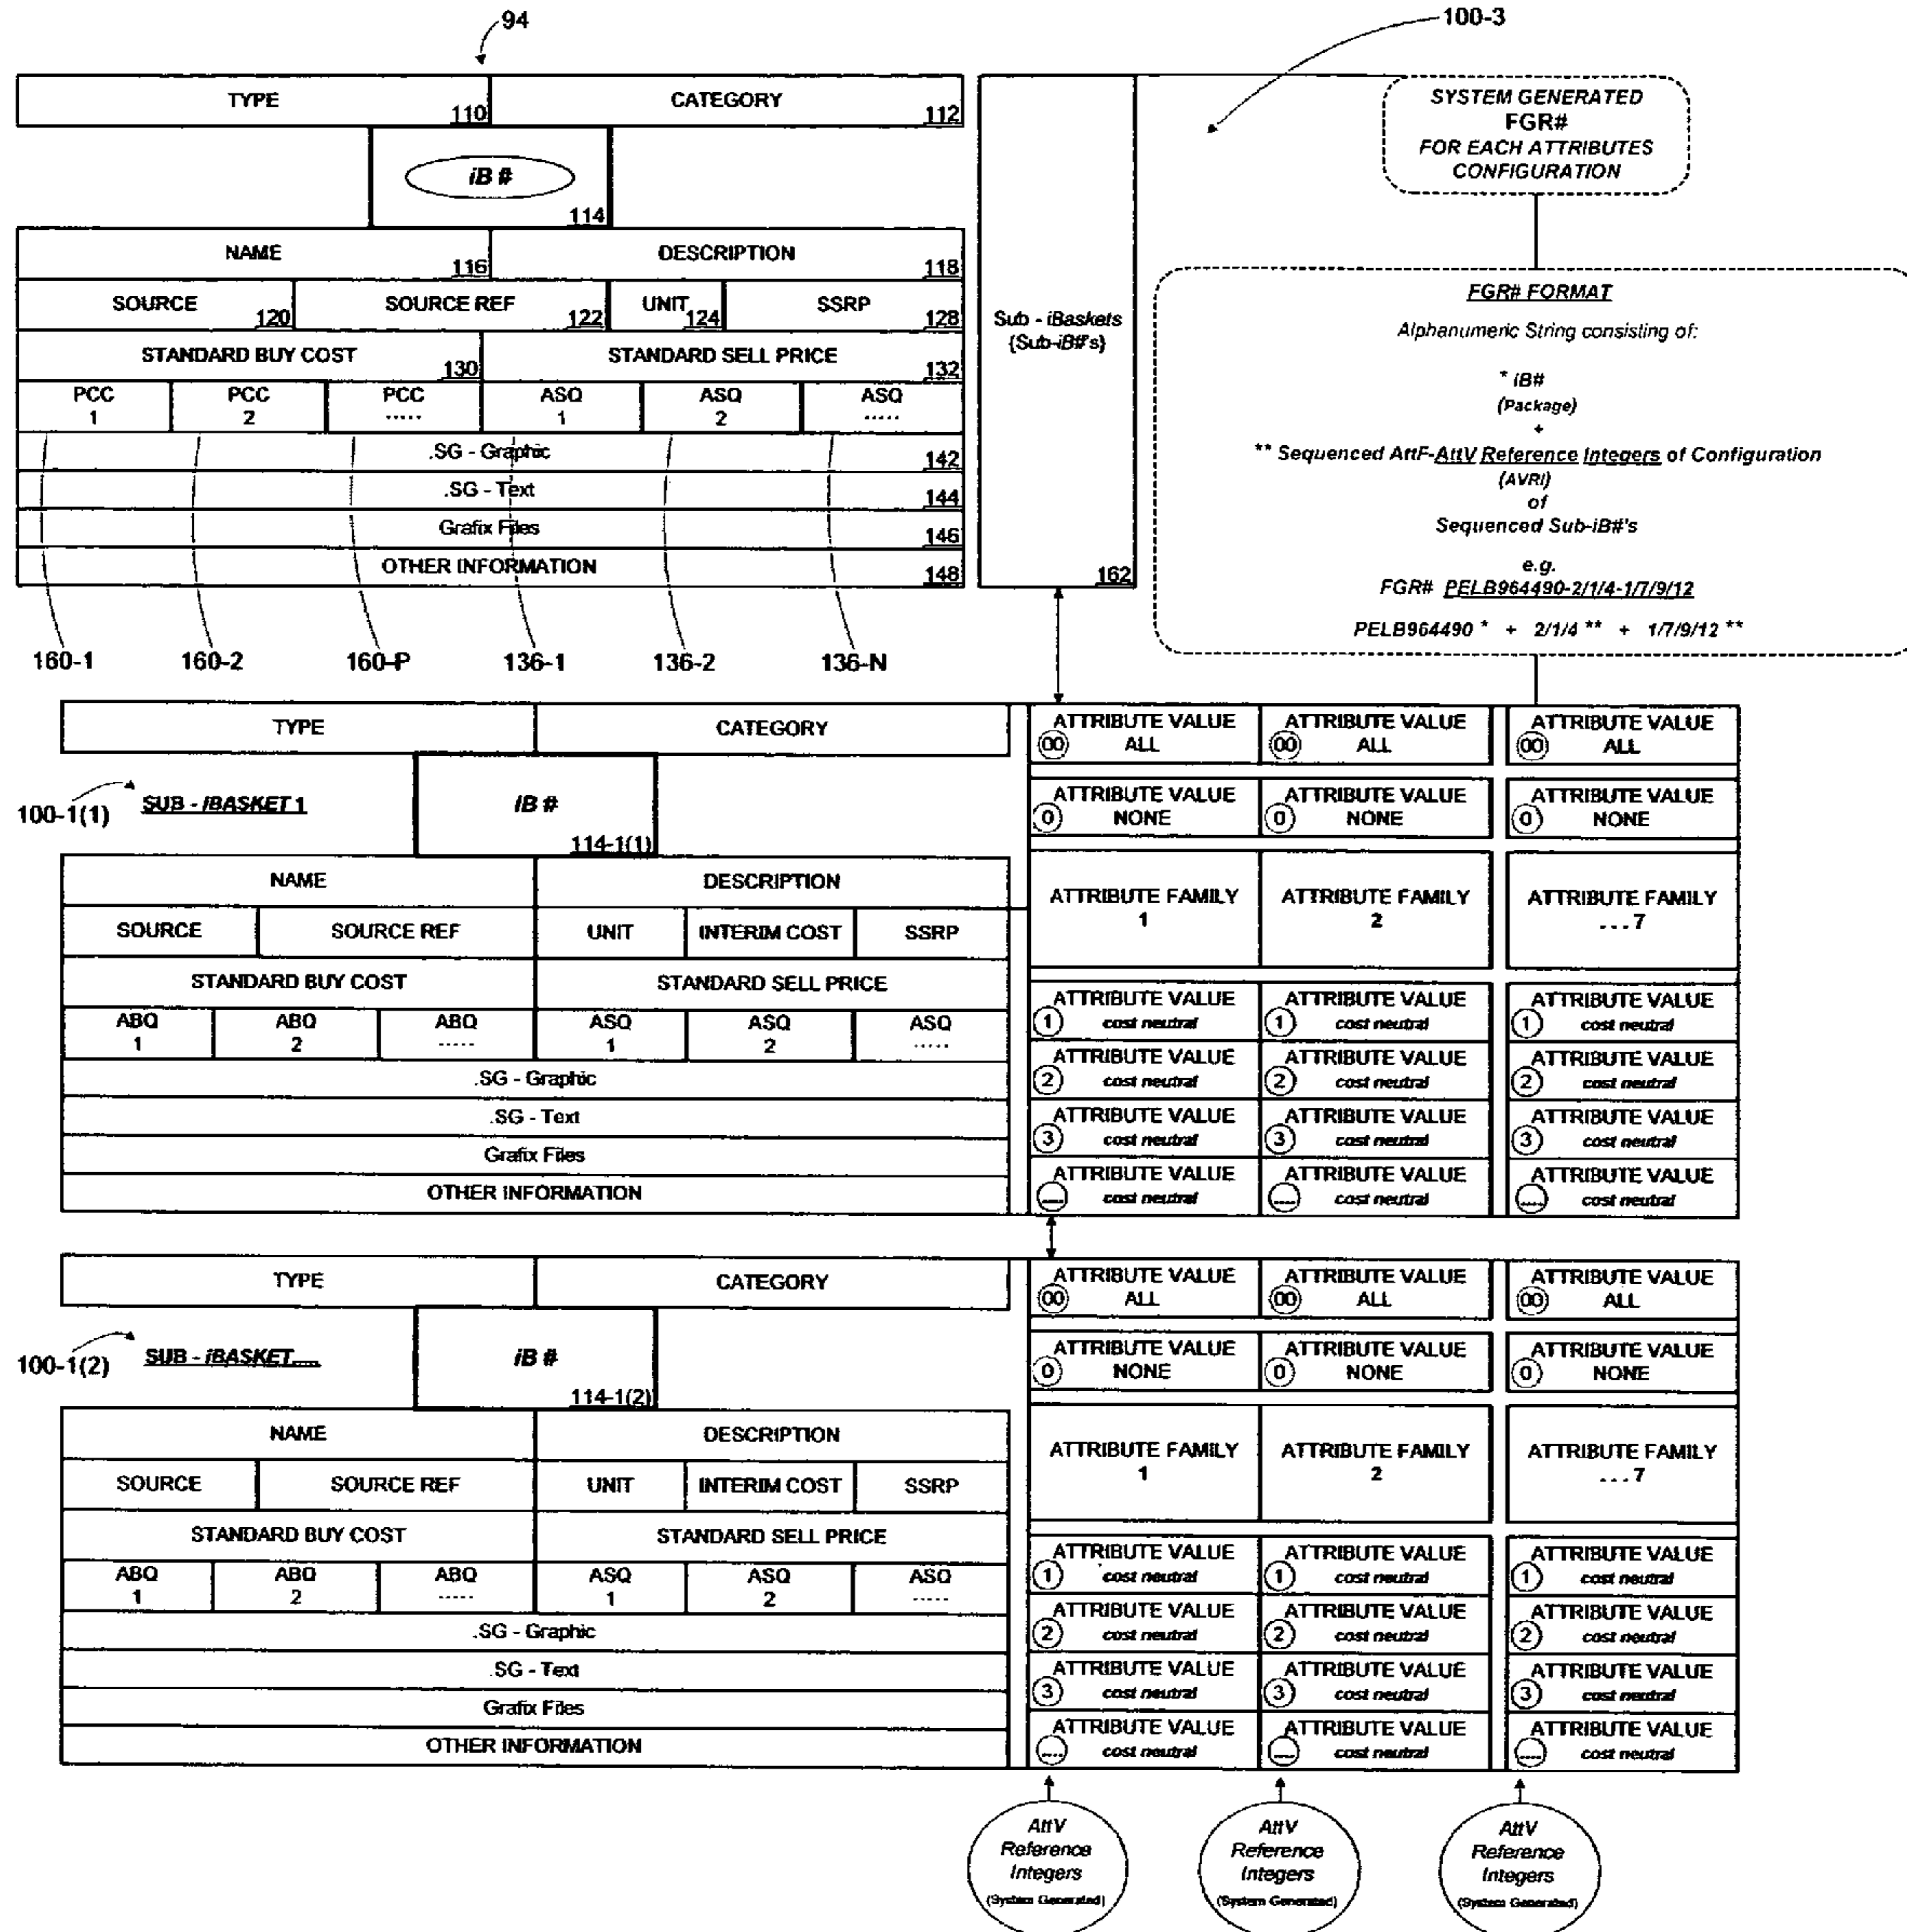 94
100-3
TYPE 110 CATEGORY 112
iB #
114
NAME 116 DESCRIPTION 118
SOURCE 120 SOURCE REF 122 UNIT 124 SSRP 128
STANDARD BUY COST 130 STANDARD SELL PRICE 132
PCC PCC PCC ASQ ASQ ASQ
1 2 ..... 1 2 .....
.SG - Graphic 142
.SG - Text 144
Grafix Files 146
OTHER INFORMATION 148
160-1 160-2 160-P 136-1 136-2 136-N
Sub - iBaskets
{Sub-iB#'s}
162
SYSTEM GENERATED
FGR#
FOR EACH ATTRIBUTES
CONFIGURATION
FGR# FORMAT
Alphanumeric String consisting of:
* iB#
(Package)
+
** Sequenced AttF-AttV Reference Integers of Configuration
(AVRI)
of
Sequenced Sub-iB#'s
e.g.
FGR# PELB964490-2/1/4-1/7/9/12
PELB964490 * + 2/1/4 ** + 1/7/9/12 **
TYPE CATEGORY
100-1(1) SUB - iBASKET 1
iB #
114-1(1)
NAME DESCRIPTION
SOURCE SOURCE REF UNIT INTERIM COST SSRP
STANDARD BUY COST STANDARD SELL PRICE
ABQ ABQ ABQ ASQ ASQ ASQ
1 2 ..... 1 2 .....
.SG - Graphic
.SG - Text
Grafix Files
OTHER INFORMATION
ATTRIBUTE VALUE ATTRIBUTE VALUE ATTRIBUTE VALUE
00 ALL 00 ALL 00 ALL
ATTRIBUTE VALUE ATTRIBUTE VALUE ATTRIBUTE VALUE
0 NONE 0 NONE 0 NONE
ATTRIBUTE FAMILY ATTRIBUTE FAMILY ATTRIBUTE FAMILY
1 2 ...7
ATTRIBUTE VALUE ATTRIBUTE VALUE ATTRIBUTE VALUE
1 cost neutral 1 cost neutral 1 cost neutral
ATTRIBUTE VALUE ATTRIBUTE VALUE ATTRIBUTE VALUE
2 cost neutral 2 cost neutral 2 cost neutral
ATTRIBUTE VALUE ATTRIBUTE VALUE ATTRIBUTE VALUE
3 cost neutral 3 cost neutral 3 cost neutral
ATTRIBUTE VALUE ATTRIBUTE VALUE ATTRIBUTE VALUE
.... cost neutral .... cost neutral .... cost neutral
TYPE CATEGORY
100-1(2) SUB - iBASKET.....
iB #
114-1(2)
NAME DESCRIPTION
SOURCE SOURCE REF UNIT INTERIM COST SSRP
STANDARD BUY COST STANDARD SELL PRICE
ABQ ABQ ABQ ASQ ASQ ASQ
1 2 ..... 1 2 .....
.SG - Graphic
.SG - Text
Grafix Files
OTHER INFORMATION
ATTRIBUTE VALUE ATTRIBUTE VALUE ATTRIBUTE VALUE
00 ALL 00 ALL 00 ALL
ATTRIBUTE VALUE ATTRIBUTE VALUE ATTRIBUTE VALUE
0 NONE 0 NONE 0 NONE
ATTRIBUTE FAMILY ATTRIBUTE FAMILY ATTRIBUTE FAMILY
1 2 ...7
ATTRIBUTE VALUE ATTRIBUTE VALUE ATTRIBUTE VALUE
1 cost neutral 1 cost neutral 1 cost neutral
ATTRIBUTE VALUE ATTRIBUTE VALUE ATTRIBUTE VALUE
2 cost neutral 2 cost neutral 2 cost neutral
ATTRIBUTE VALUE ATTRIBUTE VALUE ATTRIBUTE VALUE
3 cost neutral 3 cost neutral 3 cost neutral
ATTRIBUTE VALUE ATTRIBUTE VALUE ATTRIBUTE VALUE
.... cost neutral .... cost neutral .... cost neutral
AttV AttV AttV
Reference Reference Reference
Integers Integers Integers
(System Generated) (System Generated) (System Generated)